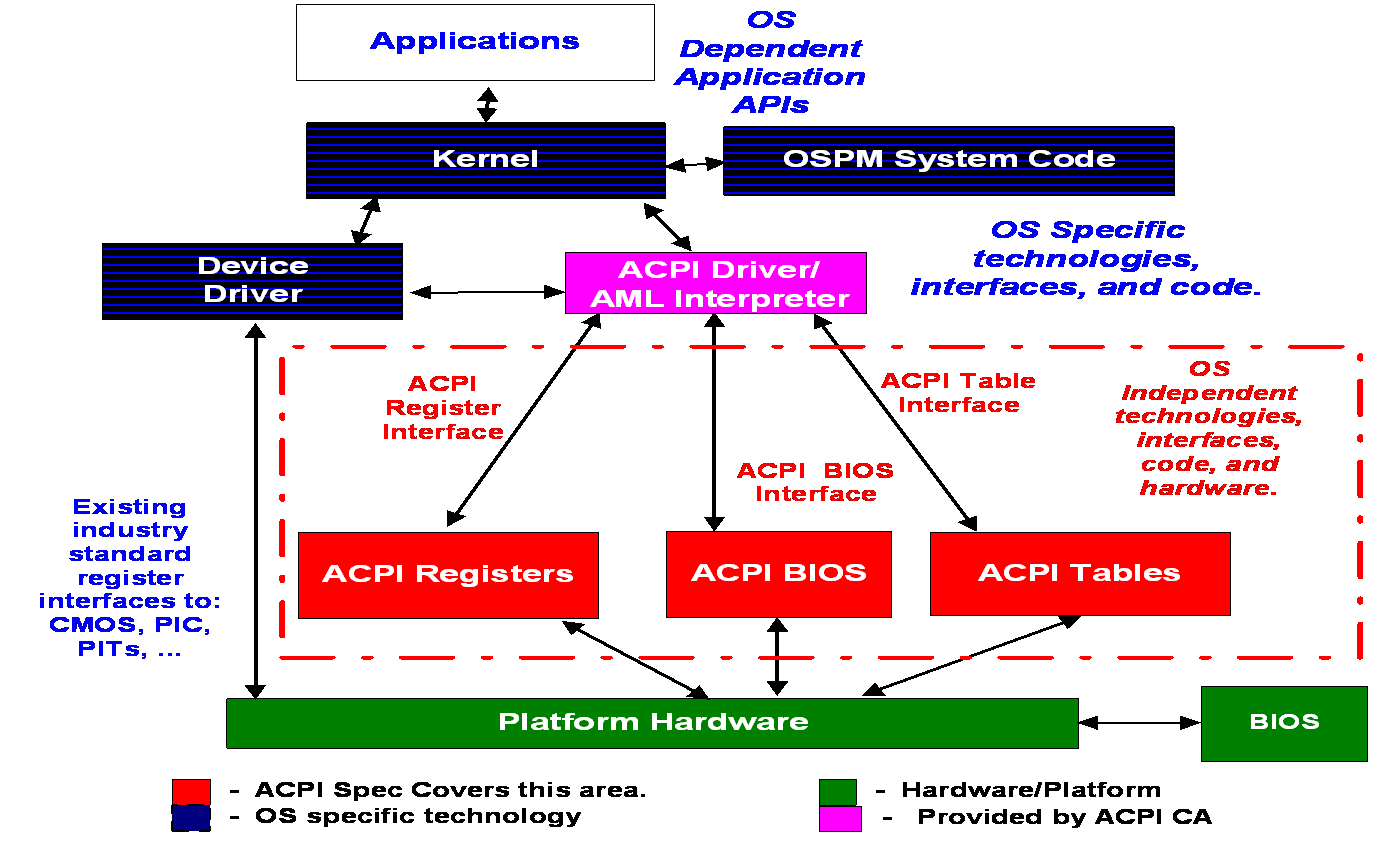 Applications
OS
Dependent
Application
APIs
Kernel
OSPM System Code
OS Specific
technologies,
interfaces, and code.
Device
Driver
ACPI Driver/
AML Interpreter
ACPI
Register
Interface
ACPI Table
Interface
OS
Independent
technologies,
interfaces,
code, and
hardware.
ACPI BIOS
Interface
Existing
industry
standard
register
interfaces to:
CMOS, PIC,
PITs, ...
ACPI Registers
ACPI BIOS
ACPI Tables
Platform Hardware
BIOS
- ACPI Spec Covers this area.
- OS specific technology
- Hardware/Platform
- Provided by ACPI CA